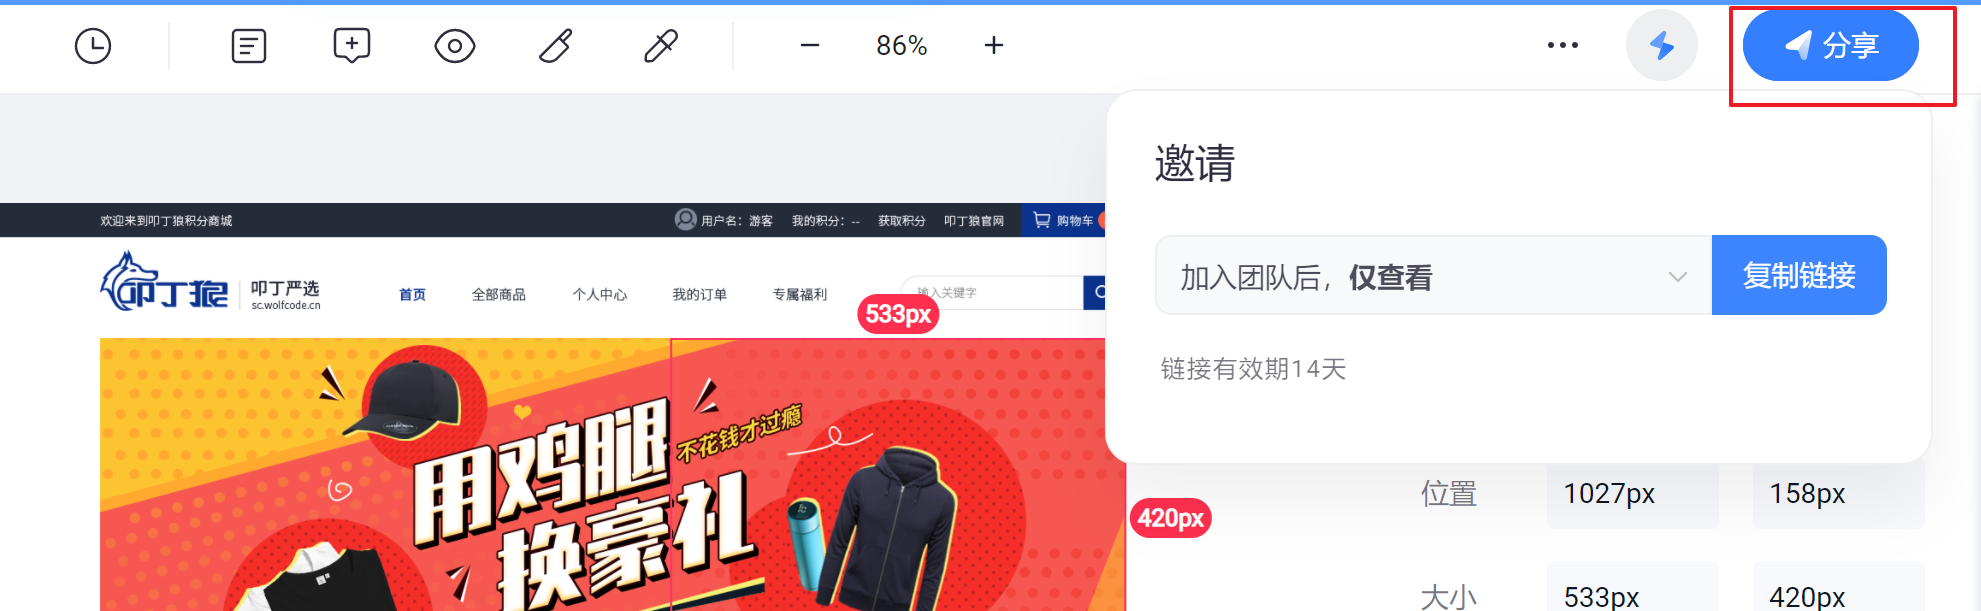 86%
分享
邀请
加入团队后，仅查看
复制链接
链接有效期14天
欢迎来到叩丁狼积分商城
用户名：游客
我的积分：--
获取积分
叩丁狼官网
购物车
叩丁狼
叩丁严选
sc.wolfcode.cn
首页
全部商品
个人中心
我的订单
专属福利
输入关键字
533px
用鸡腿
不花钱才过瘾
换豪礼
420px
位置
1027px
158px
大小
533px
420px